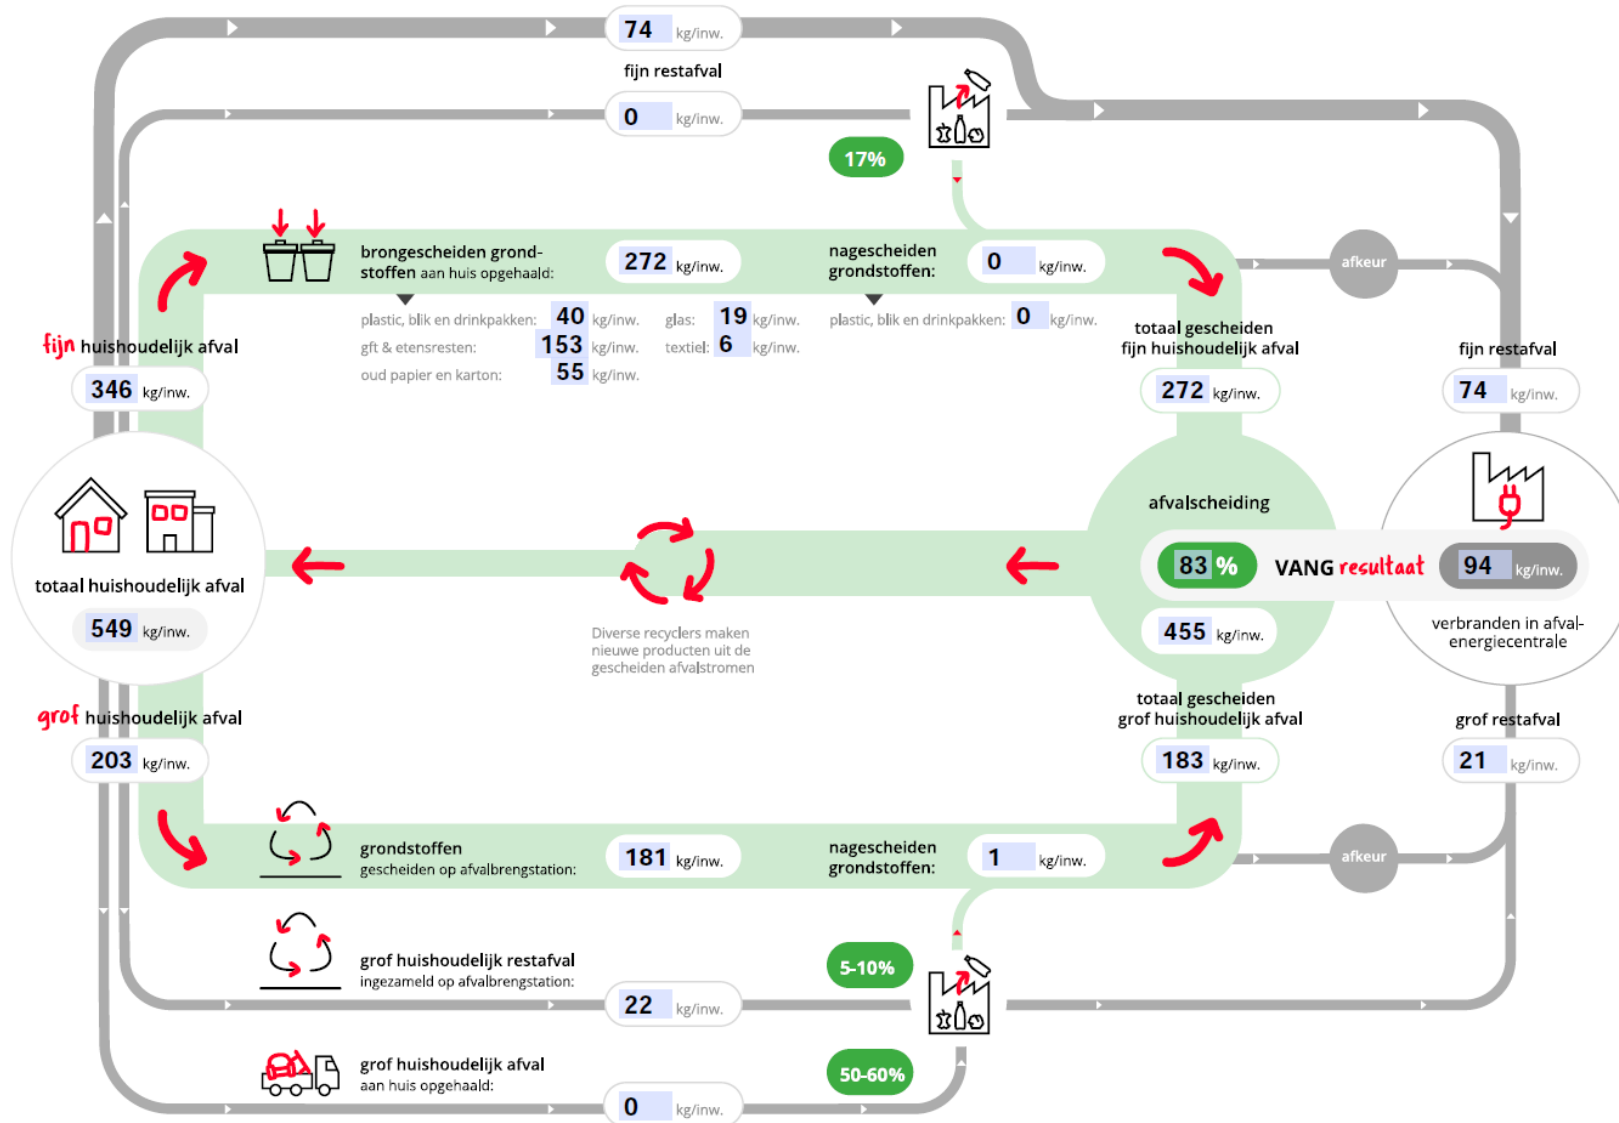 74 kg/inw.
fijn restafval
0 kg/inw.
17%
brongescheiden grond-
stoffen aan huis opgehaald:
272 kg/inw.
nagescheiden
grondstoffen:
0 kg/inw.
afkeur
plastic, blik en drinkpakken: 40 kg/inw.
glas: 19 kg/inw.
plastic, blik en drinkpakken: 0 kg/inw.
gft & etensresten: 153 kg/inw.
textiel: 6 kg/inw.
oud papier en karton: 55 kg/inw.
fijn huishoudelijk afval
346 kg/inw.
totaal gescheiden
fijn huishoudelijk afval
272 kg/inw.
fijn restafval
74 kg/inw.
totaal huishoudelijk afval
549 kg/inw.
Diverse recyclers maken
nieuwe producten uit de
gescheiden afvalstromen
afvalscheiding
83 % VANG resultaat 94 kg/inw.
455 kg/inw.
verbranden in afval-
energiecentrale
grof huishoudelijk afval
203 kg/inw.
totaal gescheiden
grof huishoudelijk afval
183 kg/inw.
grof restafval
21 kg/inw.
grondstoffen
gescheiden op afvalbrengstation:
181 kg/inw.
nagescheiden
grondstoffen:
1 kg/inw.
afkeur
grof huishoudelijk restafval
ingezameld op afvalbrengstation:
22 kg/inw.
5-10%
grof huishoudelijk afval
aan huis opgehaald:
0 kg/inw.
50-60%